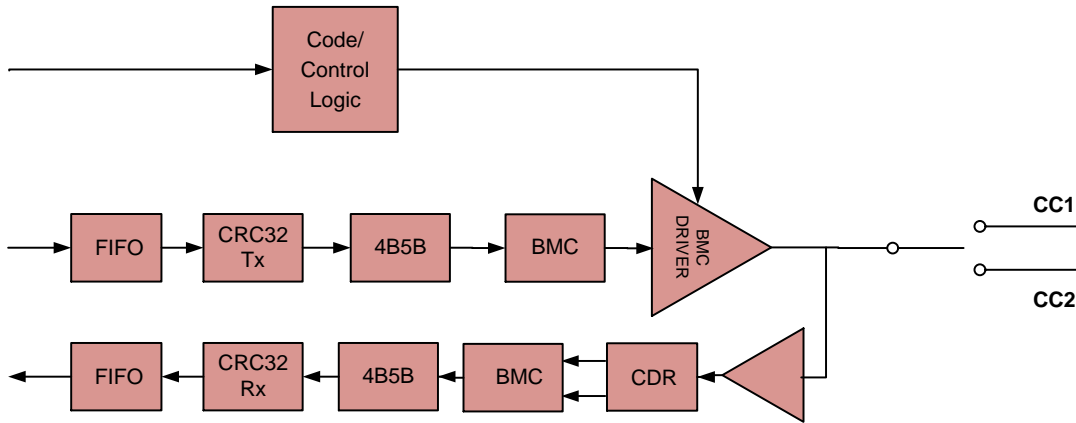 Code/
Control
Logic
FIFO
CRC32
Tx
4B5B
BMC
BMC
DRIVER
CC1
CC2
FIFO
CRC32
Rx
4B5B
BMC
CDR